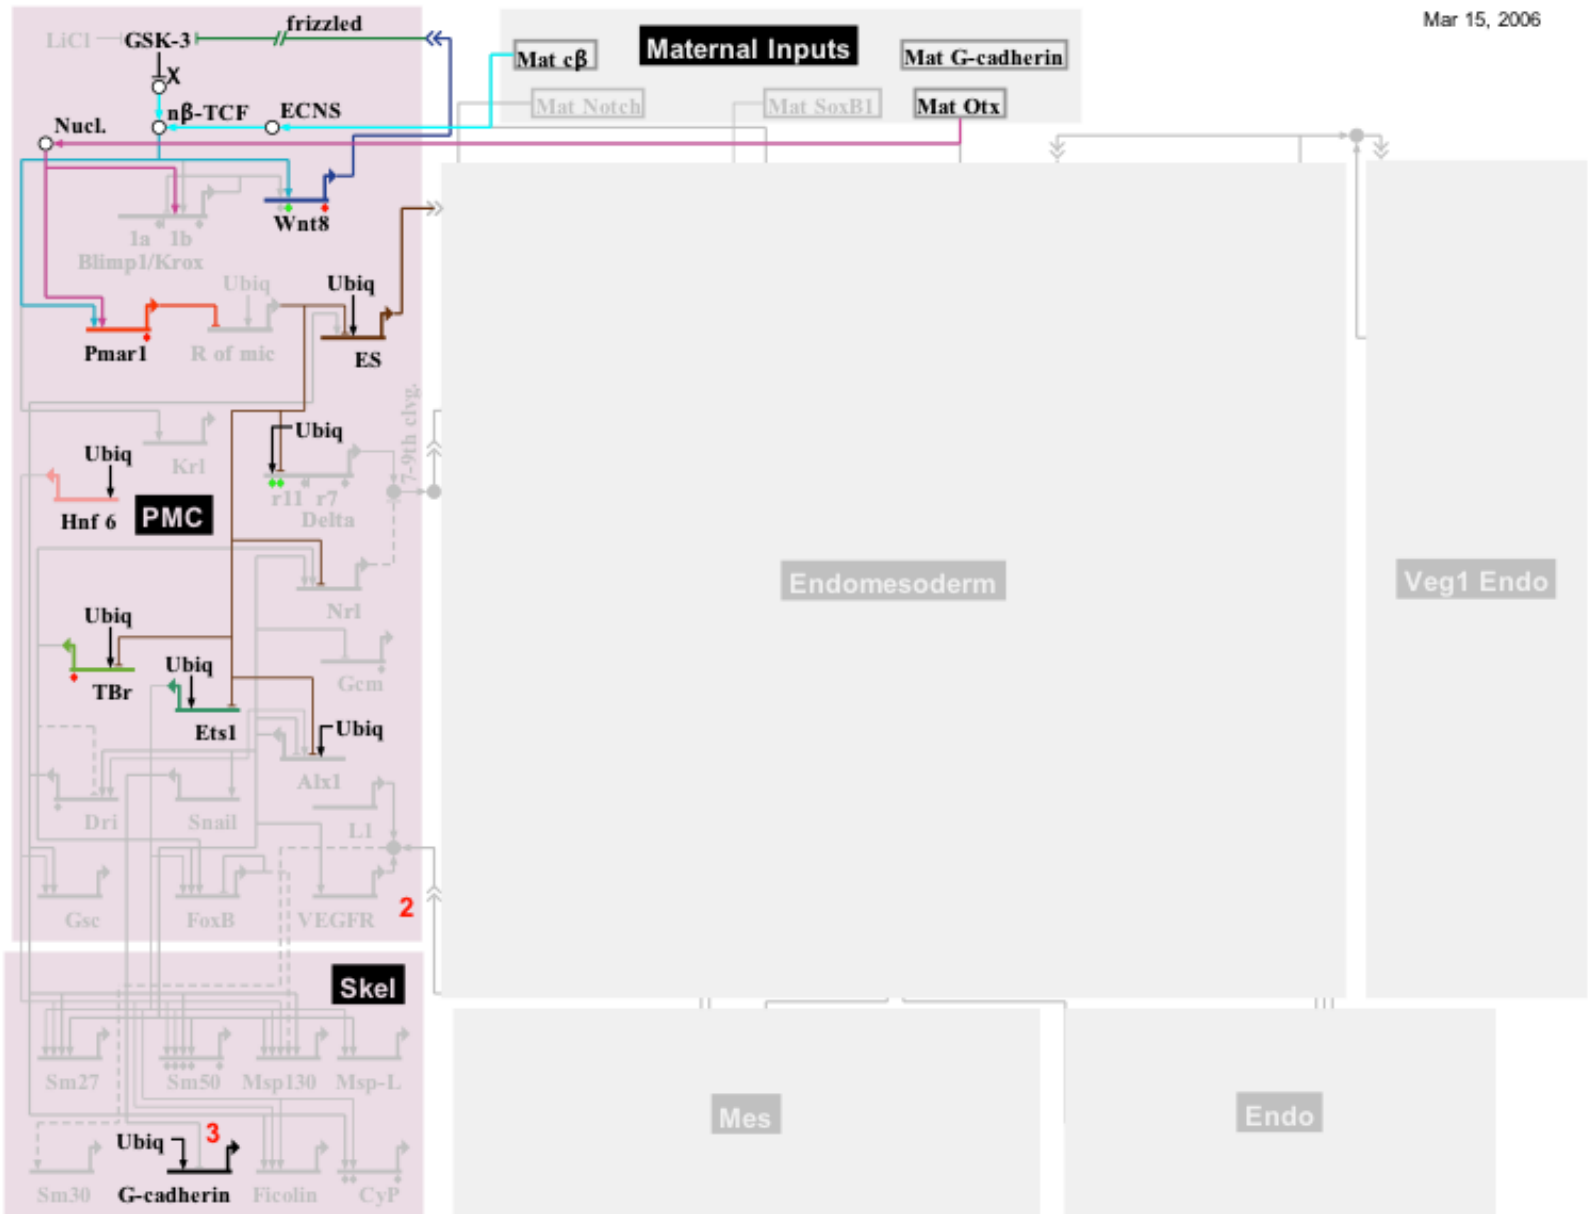 Mar 15, 2006
LiCl
GSK-3
frizzled
Maternal Inputs
Mat cβ
Mat G-cadherin
Mat Notch
Mat SoxB1
Mat Otx
X
nβ-TCF
ECNS
Nucl.
Wnt8
1a
1b
Blimp1/Krox
Ubiq
Ubiq
Pmar1
R of mic
ES
7-9th clvg.
Ubiq
Krl
Ubiq
r11
r7
Delta
Hnf 6
PMC
Endomesoderm
Veg1 Endo
Nrl
Ubiq
Ubiq
Gcm
TBr
Ets1
Ubiq
Alx1
Dri
Snail
L1
Gsc
FoxB
VEGFR
2
Skel
Sm27
Sm50
Msp130
Msp-L
Mes
Endo
Ubiq
3
Sm30
G-cadherin
Ficolin
CyP